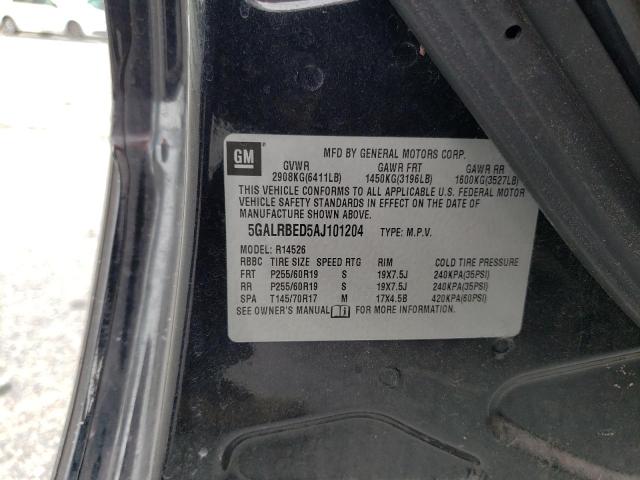 GM
MFD BY GENERAL MOTORS CORP.
GVWR GAWR FRT GAWR RR
2908KG(6411LB) 1450KG(3196LB) 1600KG(3527LB)
THIS VEHICLE CONFORMS TO ALL APPLICABLE U.S. FEDERAL MOTOR
VEHICLE SAFETY STANDARDS IN EFFECT ON THE DATE OF
MANUFACTURE SHOWN ABOVE.
5GALRBED5AJ101204 TYPE: M.P.V.
MODEL: R14526
RBBC TIRE SIZE SPEED RTG RIM COLD TIRE PRESSURE
FRT P255/60R19 S 19X7.5J 240KPA(35PSI)
RR P255/60R19 S 19X7.5J 240KPA(35PSI)
SPA T145/70R17 M 17X4.5B 420KPA(60PSI)
SEE OWNER'S MANUAL FOR MORE INFORMATION.